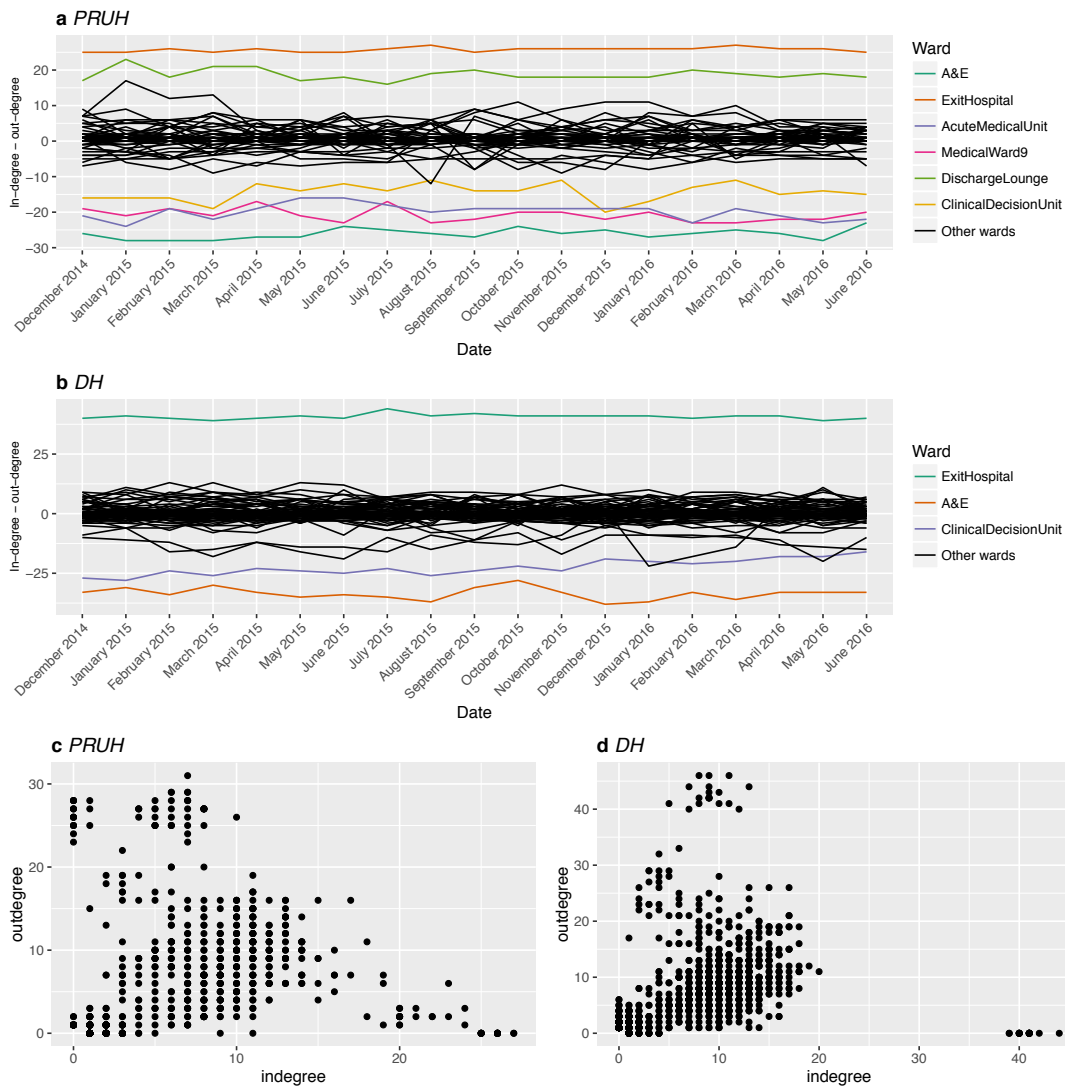 a PRUH
In-degree − out-degree
20
10
0
−10
−20
−30
December 2014
January 2015
February 2015
March 2015
April 2015
May 2015
June 2015
July 2015
August 2015
September 2015
October 2015
November 2015
December 2015
January 2016
February 2016
March 2016
April 2016
May 2016
June 2016
Date
Ward
A&E
ExitHospital
AcuteMedicalUnit
MedicalWard9
DischargeLounge
ClinicalDecisionUnit
Other wards
b DH
In-degree − out-degree
25
0
−25
December 2014
January 2015
February 2015
March 2015
April 2015
May 2015
June 2015
July 2015
August 2015
September 2015
October 2015
November 2015
December 2015
January 2016
February 2016
March 2016
April 2016
May 2016
June 2016
Date
Ward
ExitHospital
A&E
ClinicalDecisionUnit
Other wards
c PRUH
outdegree
30
20
10
0
0 10 20
indegree
d DH
outdegree
40
30
20
10
0
0 10 20 30 40
indegree